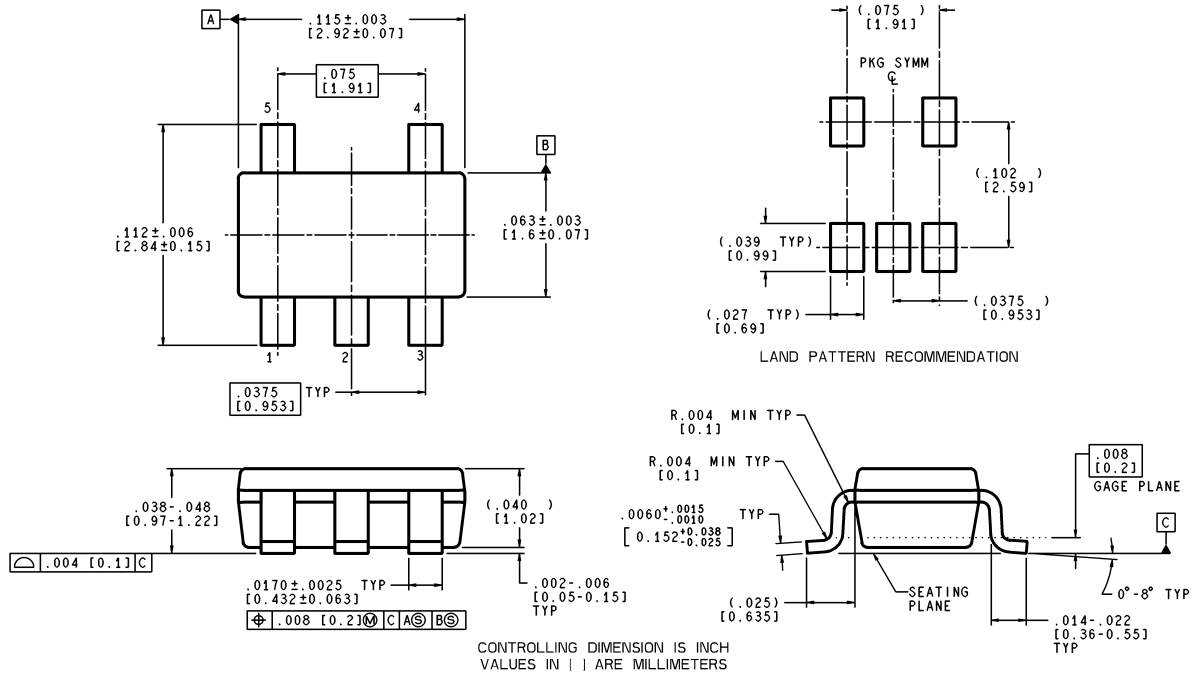 A
.115±.003
[2.92±0.07]
.075
[1.91]
5
4
B
.112±.006
[2.84±0.15]
.063±.003
[1.6±0.07]
1
2
3
.0375
[0.953]
TYP
(.075 )
[1.91]
PKG SYMM
℄
(.102 )
[2.59]
(.039 TYP)
[0.99]
(.027 TYP)
[0.69]
(.0375 )
[0.953]
LAND PATTERN RECOMMENDATION
.038-.048
[0.97-1.22]
(.040 )
[1.02]
⌓ .004 [0.1] C
.0170±.0025 TYP
[0.432±0.063]
⌖ .008 [0.2]Ⓜ C AⓈ BⓈ
.002-.006
[0.05-0.15]
TYP
R.004 MIN TYP
[0.1]
R.004 MIN TYP
[0.1]
.0060+.0015 -.0010 TYP
[0.152+0.038 -0.025]
.008
[0.2]
GAGE PLANE
C
(.025)
[0.635]
SEATING
PLANE
0°-8° TYP
.014-.022
[0.36-0.55]
TYP
CONTROLLING DIMENSION IS INCH
VALUES IN [ ] ARE MILLIMETERS